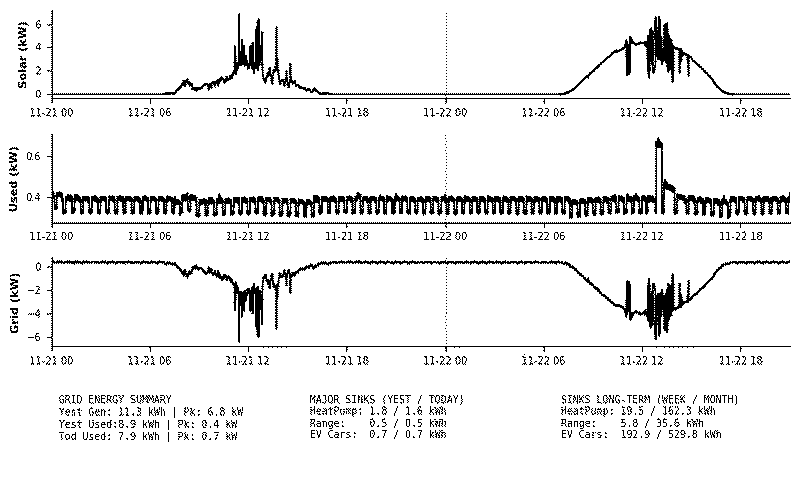 Solar (kW)
6
4
2
0
11-21 00 11-21 06 11-21 12 11-21 18 11-22 00 11-22 06 11-22 12 11-22 18
Used (kW)
0.6
0.4
11-21 00 11-21 06 11-21 12 11-21 18 11-22 00 11-22 06 11-22 12 11-22 18
Grid (kW)
0
−2
−4
−6
11-21 00 11-21 06 11-21 12 11-21 18 11-22 00 11-22 06 11-22 12 11-22 18
GRID ENERGY SUMMARY
Yest Gen: 11.3 kWh | Pk: 6.8 kW
Yest Used:8.9 kWh | Pk: 0.4 kW
Tod Used: 7.9 kWh | Pk: 0.7 kW
MAJOR SINKS (YEST / TODAY)
HeatPump: 1.8 / 1.6 kWh
Range: 0.5 / 0.5 kWh
EV Cars: 0.7 / 0.7 kWh
SINKS LONG-TERM (WEEK / MONTH)
HeatPump: 19.5 / 162.3 kWh
Range: 5.8 / 35.6 kWh
EV Cars: 192.9 / 529.8 kWh